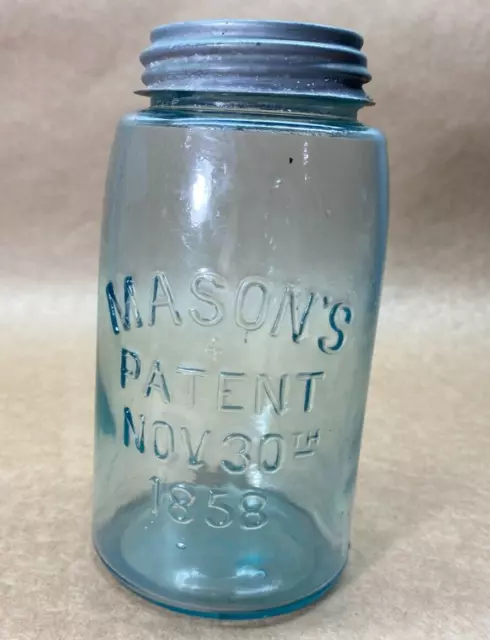 MASON'S
PATENT
NOV 30TH
1858